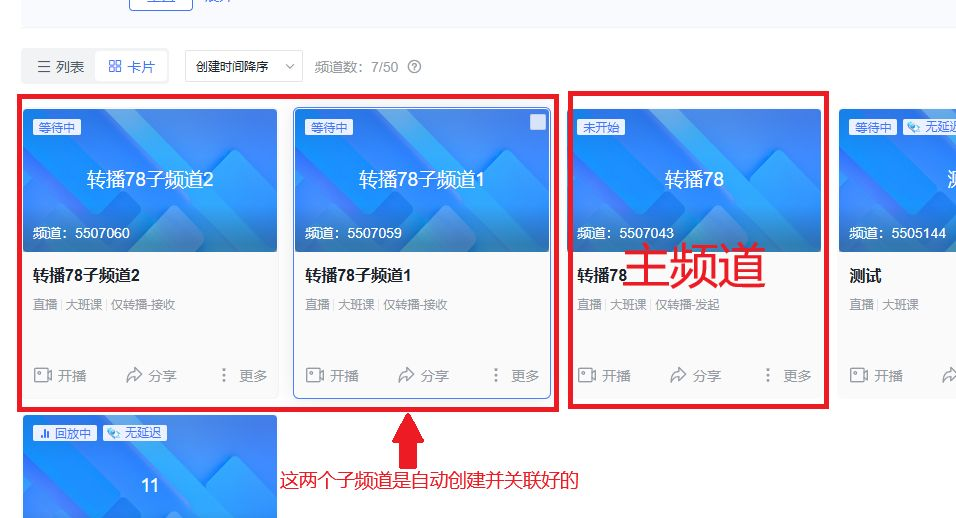 列表 卡片 创建时间降序 频道数：7/50
等待中 等待中 未开始 等待中 无延迟
转播78子频道2 转播78子频道1 转播78
频道：5507060 频道：5507059 频道：5507043 频道：5505144
主频道
转播78子频道2 转播78子频道1 转播78 测试
直播 大班课 仅转播-接收 直播 大班课 仅转播-接收 直播 大班课 仅转播-发起 直播 大班课
开播 分享 更多 开播 分享 更多 开播 分享 更多 开播
回放中 无延迟
这两个子频道是自动创建并关联好的
11